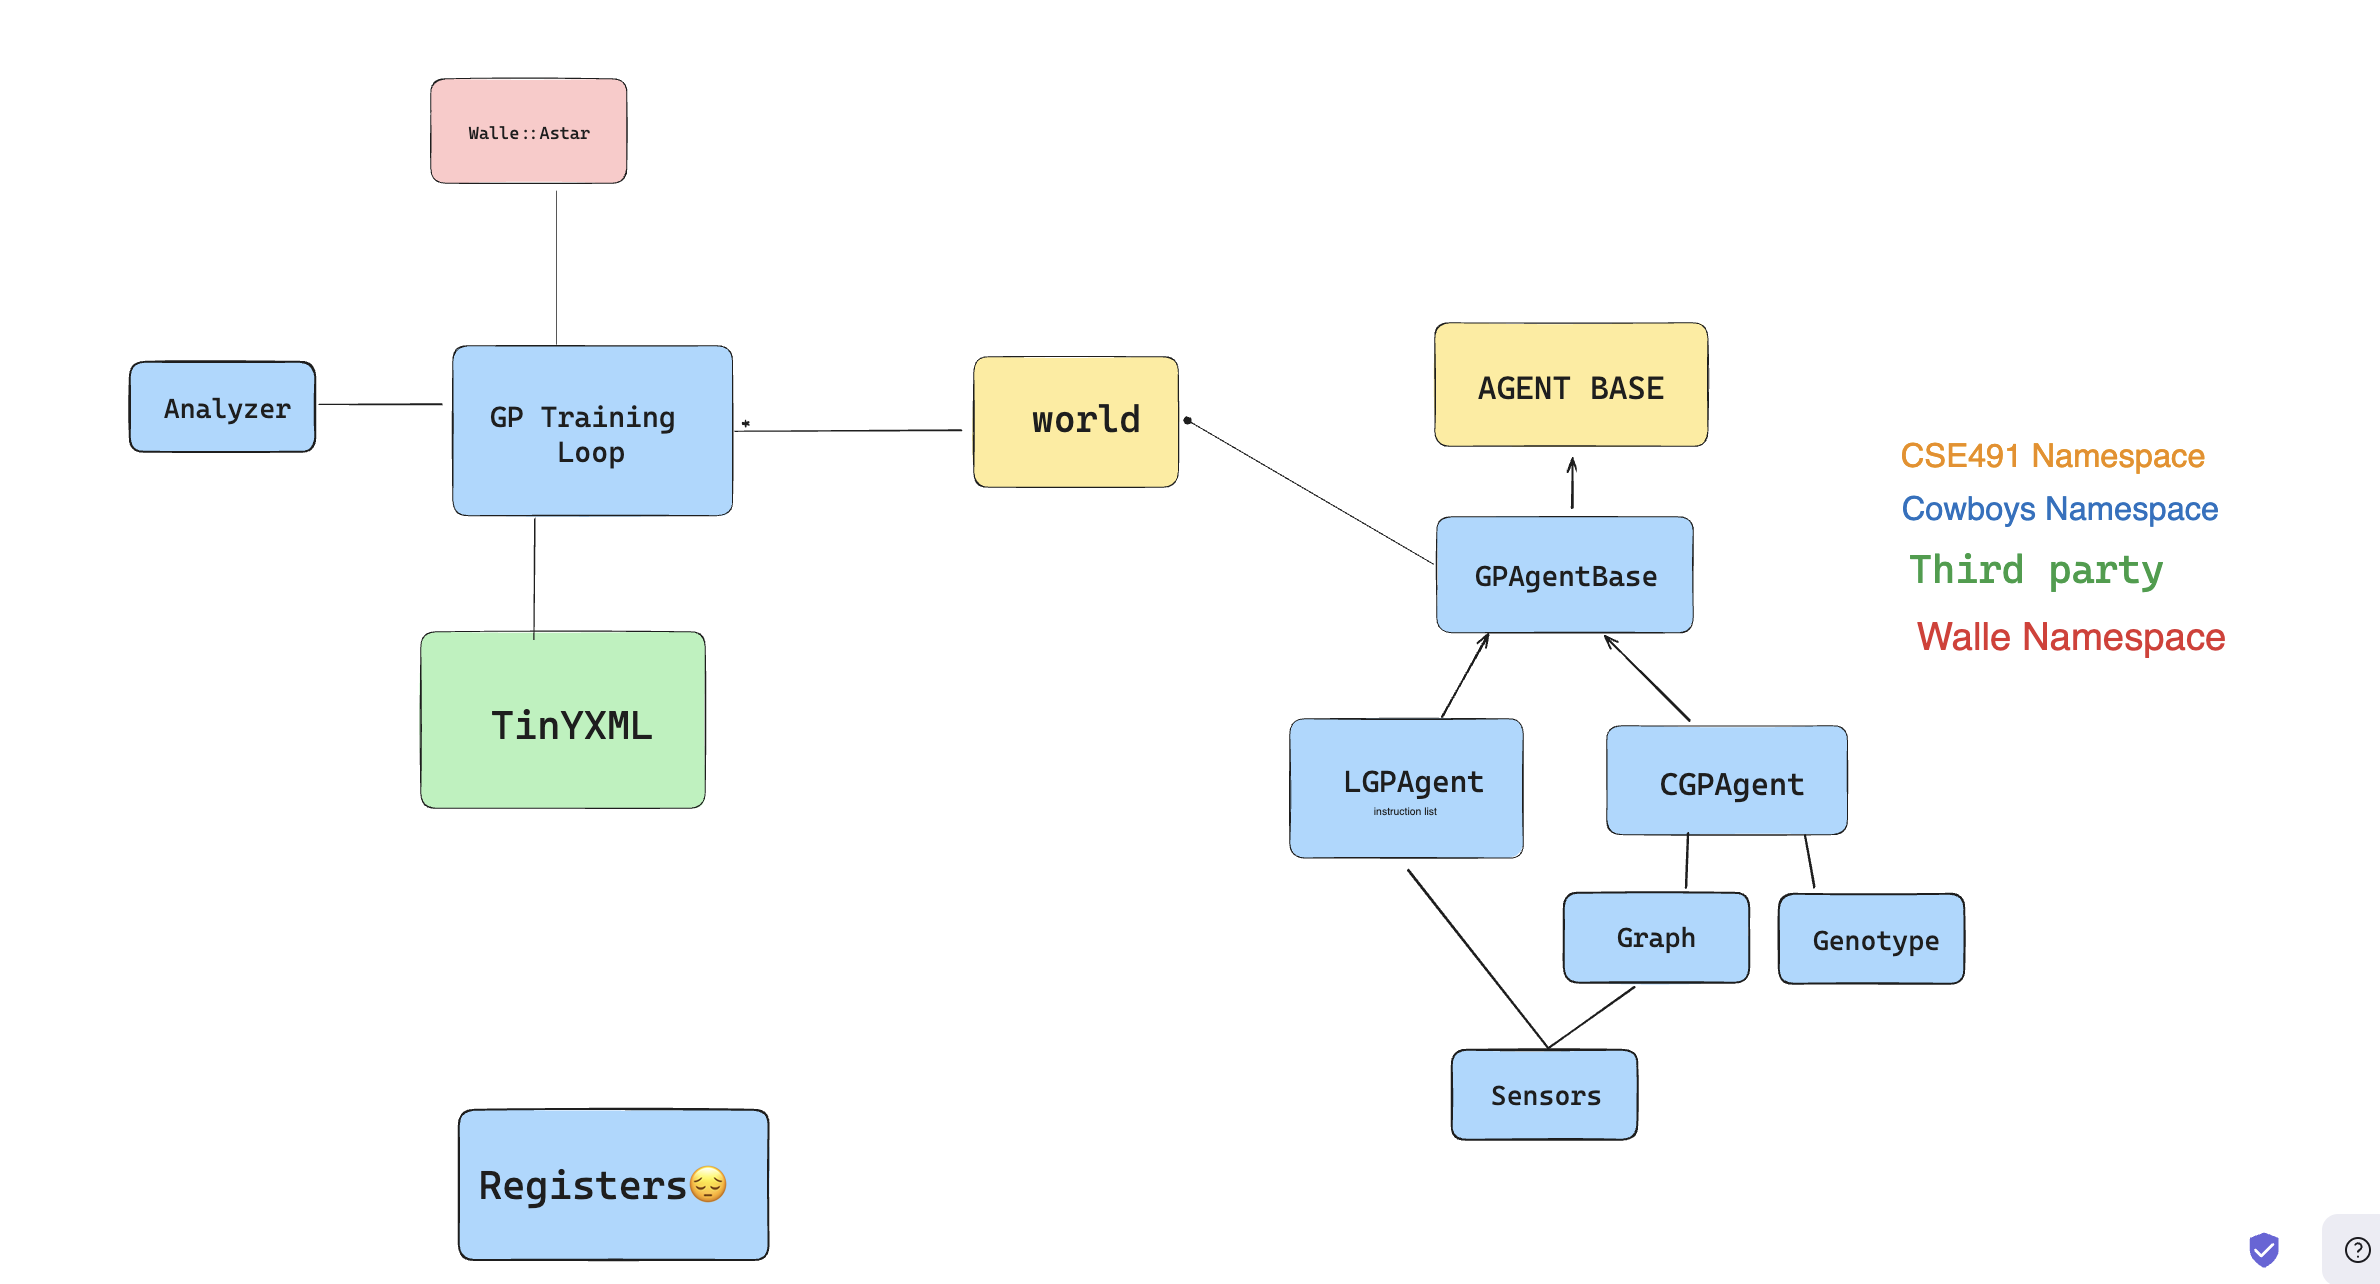 Walle::Astar
AGENT BASE
Analyzer
GP Training
Loop
*
world
CSE491 Namespace
Cowboys Namespace
Third party
Walle Namespace
GPAgentBase
TinYXML
LGPAgent
instruction list
CGPAgent
Graph
Genotype
Sensors
Registers😔
?